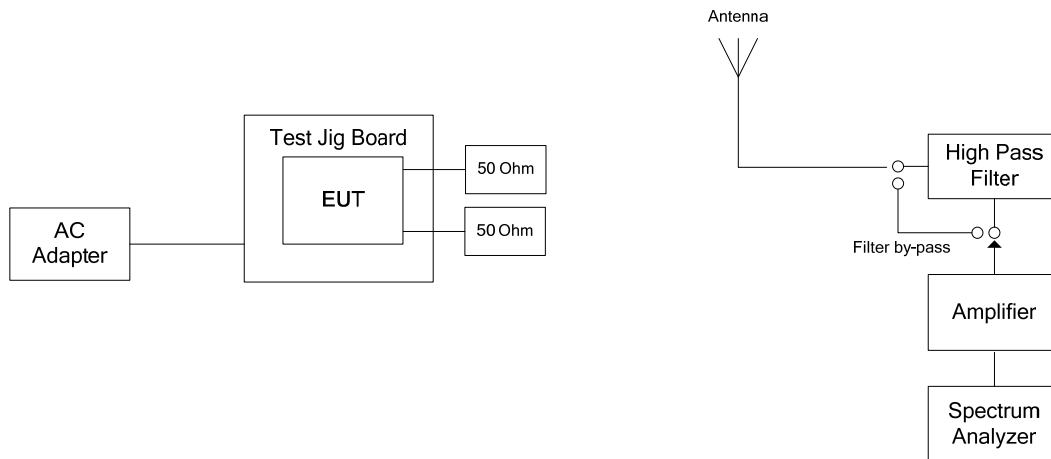 Antenna
Test Jig Board
EUT
50 Ohm
50 Ohm
AC
Adapter
High Pass
Filter
Filter by-pass
Amplifier
Spectrum
Analyzer